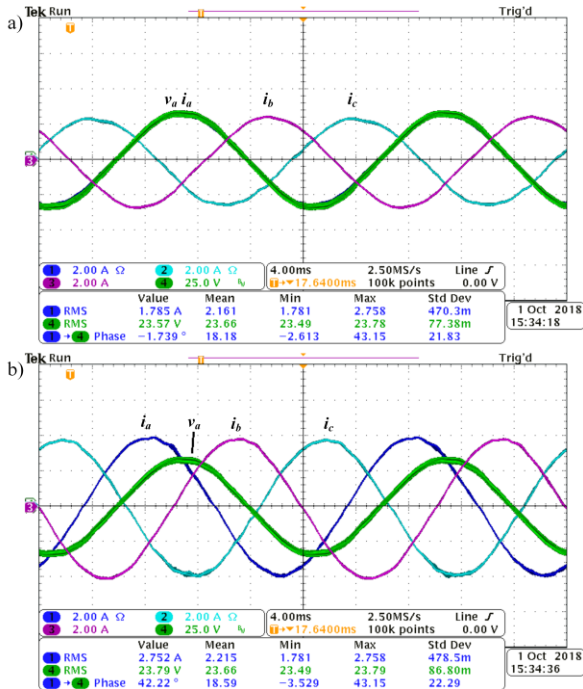 a)
Tek Run Trig'd
T T
v_a i_a i_b i_c
3
1 2.00 A Ω 2 2.00 A Ω
3 2.00 A 4 25.0 V
4.00ms 2.50MS/s Line
T→▼17.6400ms 100k points 0.00 V
Value Mean Min Max Std Dev
1 RMS 1.785 A 2.161 1.781 2.758 470.3m
4 RMS 23.57 V 23.66 23.49 23.78 77.38m
1 → 4 Phase −1.739 ° 18.18 −2.613 43.15 21.83
1 Oct 2018
15:34:18
b)
Tek Run Trig'd
T T
i_a v_a i_b i_c
3
1 2.00 A Ω 2 2.00 A Ω
3 2.00 A 4 25.0 V
4.00ms 2.50MS/s Line
T→▼17.6400ms 100k points 0.00 V
Value Mean Min Max Std Dev
1 RMS 2.752 A 2.215 1.781 2.758 478.5m
4 RMS 23.79 V 23.66 23.49 23.79 86.80m
1 → 4 Phase 42.22 ° 18.59 −3.529 43.15 22.29
1 Oct 2018
15:34:36